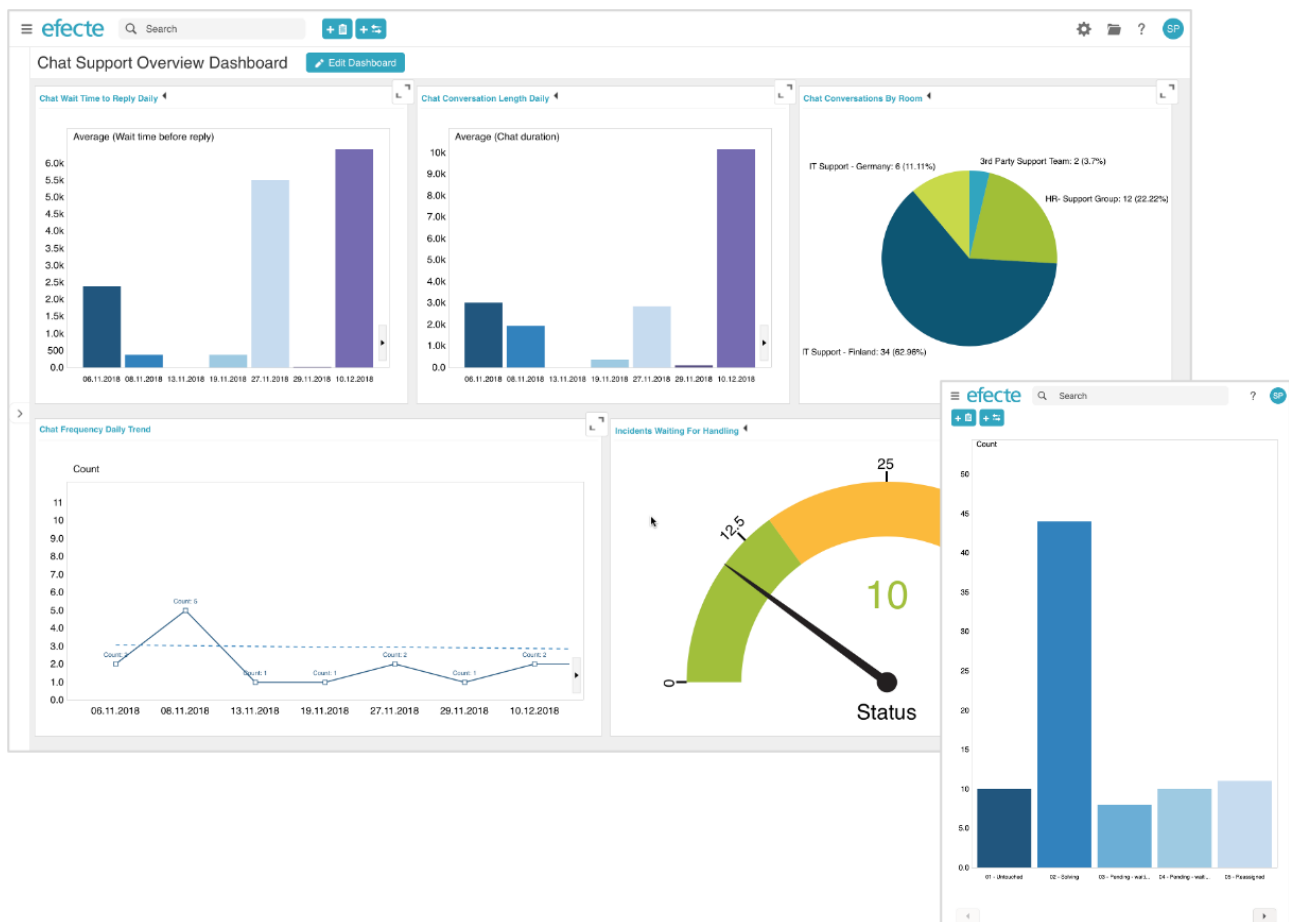 efecte
Search
SP
Chat Support Overview Dashboard
Edit Dashboard
Chat Wait Time to Reply Daily
Average (Wait time before reply)
6.0k
5.5k
5.0k
4.5k
4.0k
3.5k
3.0k
2.5k
2.0k
1.5k
1.0k
500
0.0
06.11.2018 08.11.2018 13.11.2018 19.11.2018 27.11.2018 29.11.2018 10.12.2018
Chat Conversation Length Daily
Average (Chat duration)
10k
9.0k
8.0k
7.0k
6.0k
5.0k
4.0k
3.0k
2.0k
1.0k
0.0
06.11.2018 08.11.2018 13.11.2018 19.11.2018 27.11.2018 29.11.2018 10.12.2018
Chat Conversations By Room
3rd Party Support Team: 2 (3.7%)
IT Support - Germany: 6 (11.11%)
HR- Support Group: 12 (22.22%)
IT Support - Finland: 34 (62.96%)
Chat Frequency Daily Trend
Count
11
10
9.0
8.0
7.0
6.0
5.0
4.0
3.0
2.0
1.0
0.0
Count: 5
Count: 2
Count: 1
Count: 1
Count: 2
Count: 1
Count: 2
06.11.2018 08.11.2018 13.11.2018 19.11.2018 27.11.2018 29.11.2018 10.12.2018
Incidents Waiting For Handling
25
12.5
10
0
Status
efecte
Search
?
SP
Count
50
45
40
35
30
25
20
15
10
5.0
0.0
01 - Untouched
02 - Solving
03 - Pending - wait...
04 - Pending - wait...
05 - Reassigned